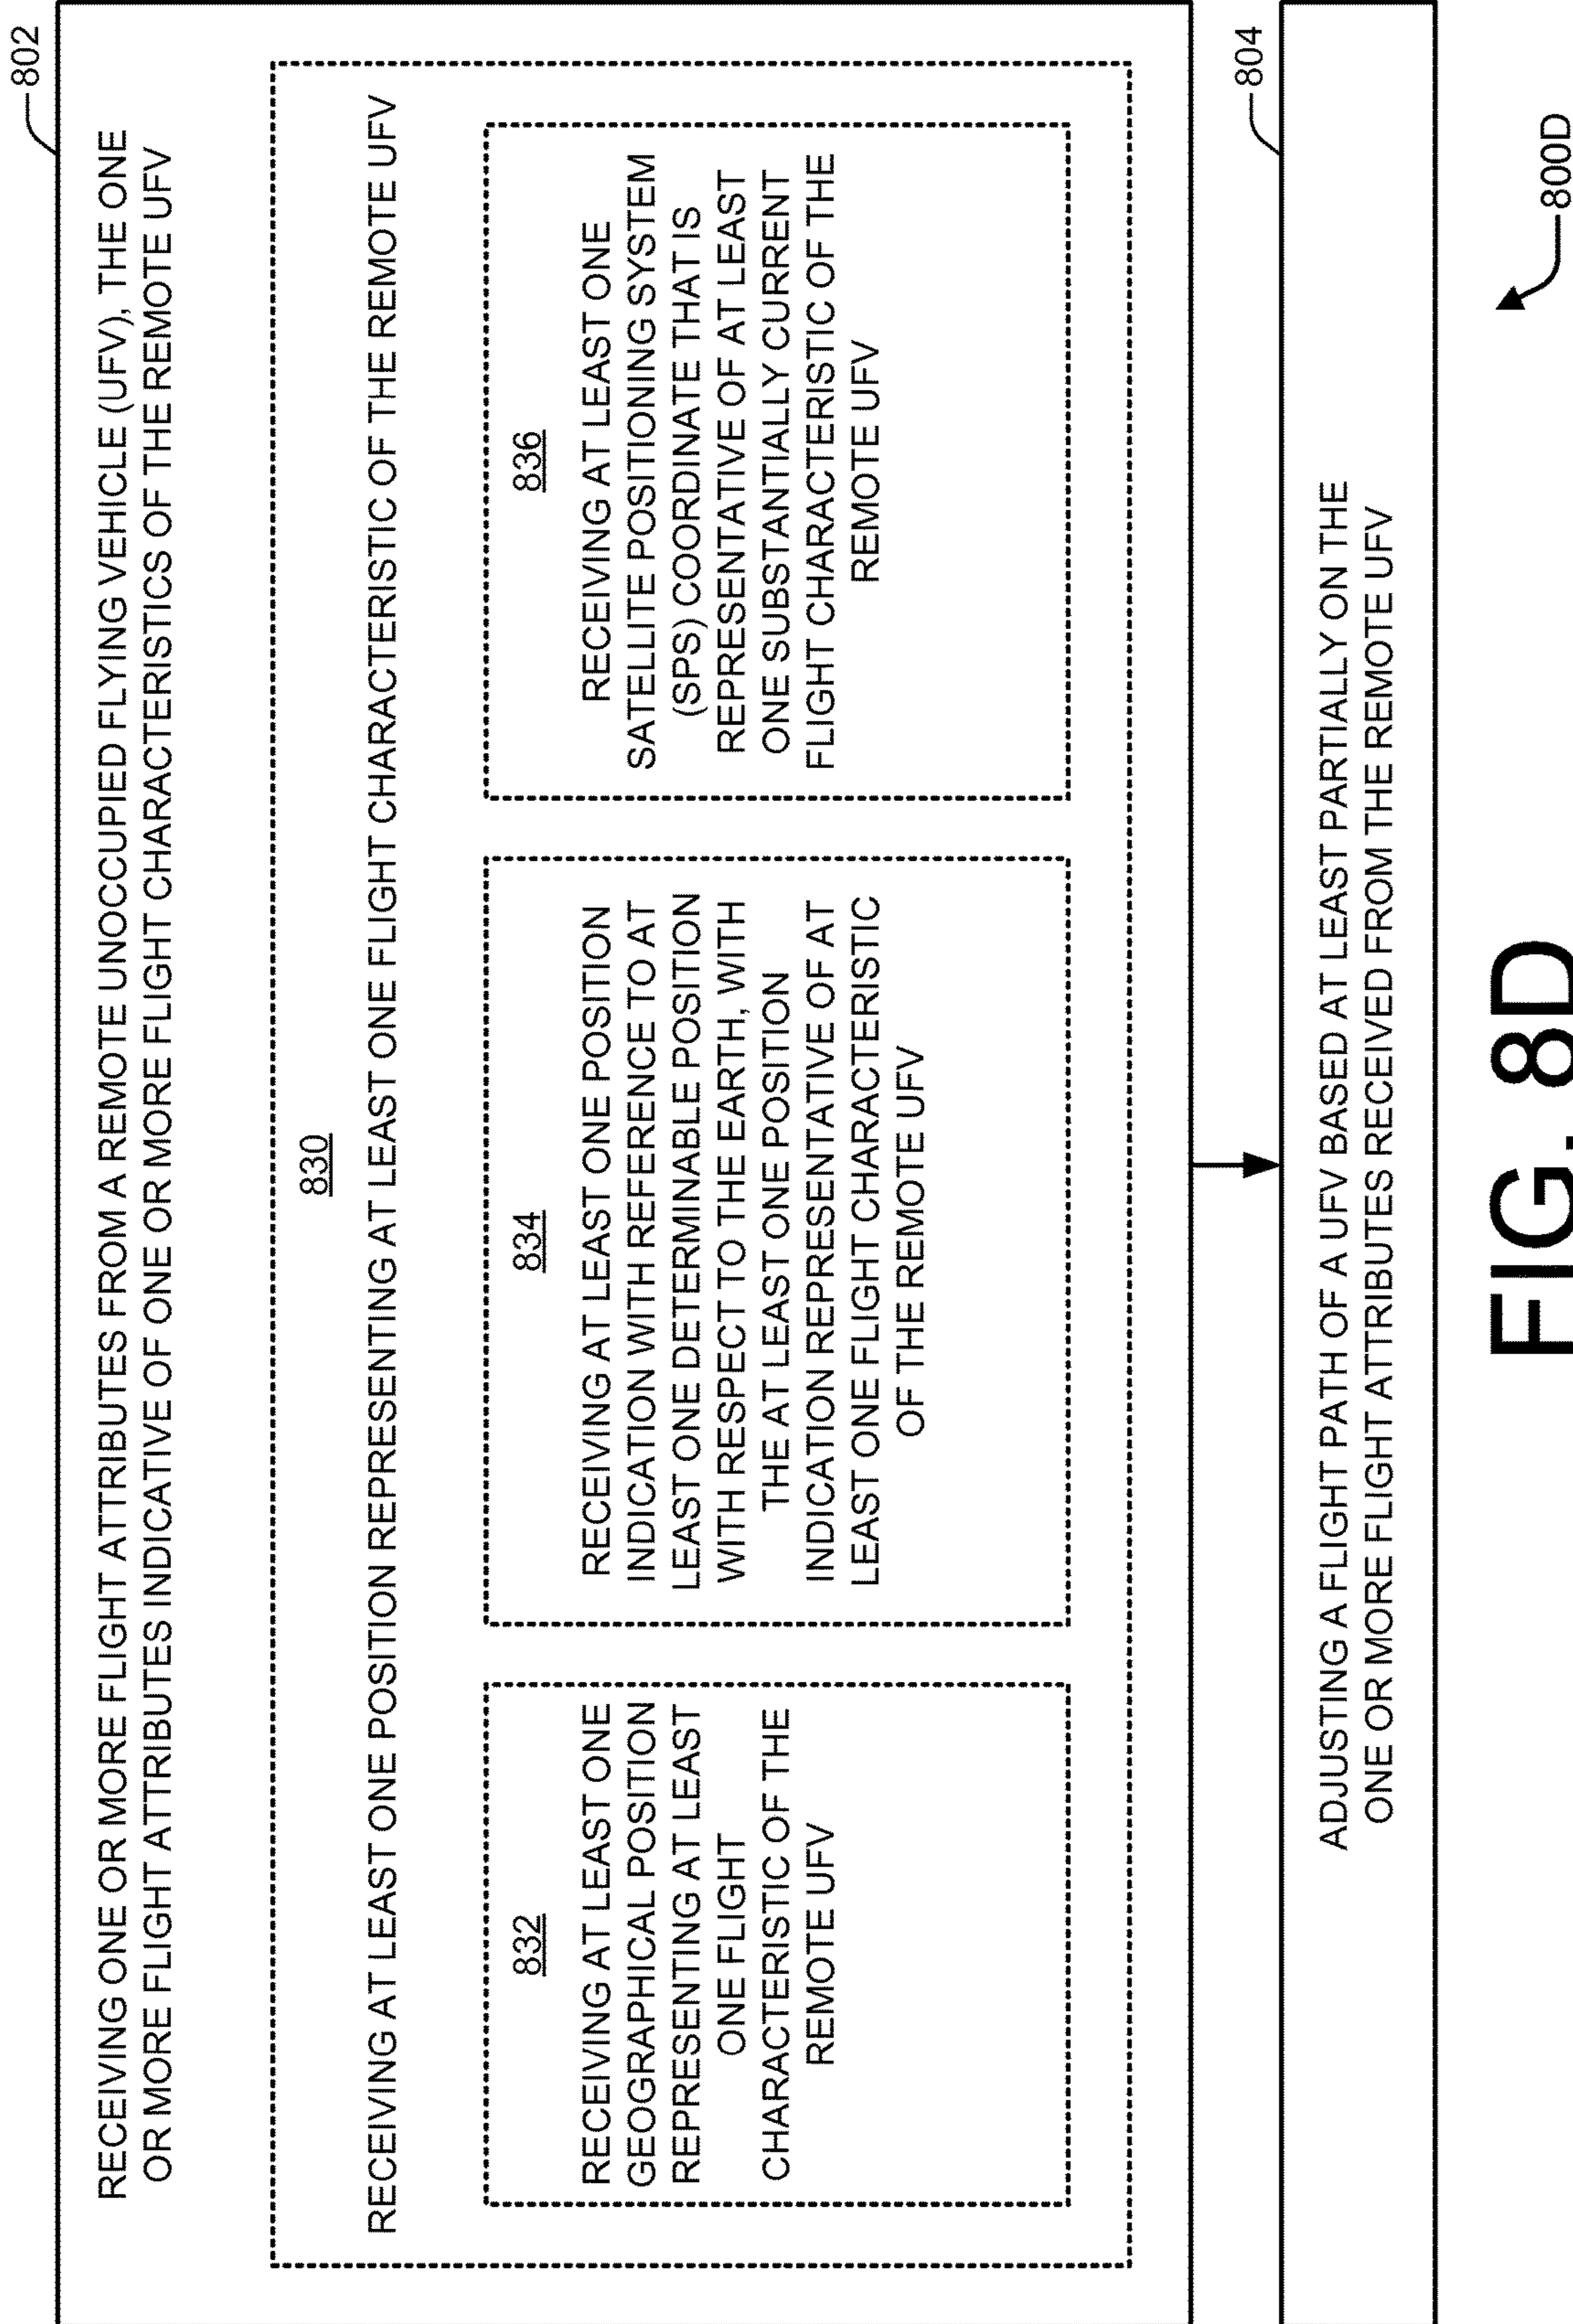 802
RECEIVING ONE OR MORE FLIGHT ATTRIBUTES FROM A REMOTE UNOCCUPIED FLYING VEHICLE (UFV), THE ONE
OR MORE FLIGHT ATTRIBUTES INDICATIVE OF ONE OR MORE FLIGHT CHARACTERISTICS OF THE REMOTE UFV
830
RECEIVING AT LEAST ONE POSITION REPRESENTING AT LEAST ONE FLIGHT CHARACTERISTIC OF THE REMOTE UFV
832
RECEIVING AT LEAST ONE
GEOGRAPHICAL POSITION
REPRESENTING AT LEAST
ONE FLIGHT
CHARACTERISTIC OF THE
REMOTE UFV
834
RECEIVING AT LEAST ONE POSITION
INDICATION WITH REFERENCE TO AT
LEAST ONE DETERMINABLE POSITION
WITH RESPECT TO THE EARTH, WITH
THE AT LEAST ONE POSITION
INDICATION REPRESENTATIVE OF AT
LEAST ONE FLIGHT CHARACTERISTIC
OF THE REMOTE UFV
836
RECEIVING AT LEAST ONE
SATELLITE POSITIONING SYSTEM
(SPS) COORDINATE THAT IS
REPRESENTATIVE OF AT LEAST
ONE SUBSTANTIALLY CURRENT
FLIGHT CHARACTERISTIC OF THE
REMOTE UFV
804
ADJUSTING A FLIGHT PATH OF A UFV BASED AT LEAST PARTIALLY ON THE
ONE OR MORE FLIGHT ATTRIBUTES RECEIVED FROM THE REMOTE UFV
800D
FIG. 8D